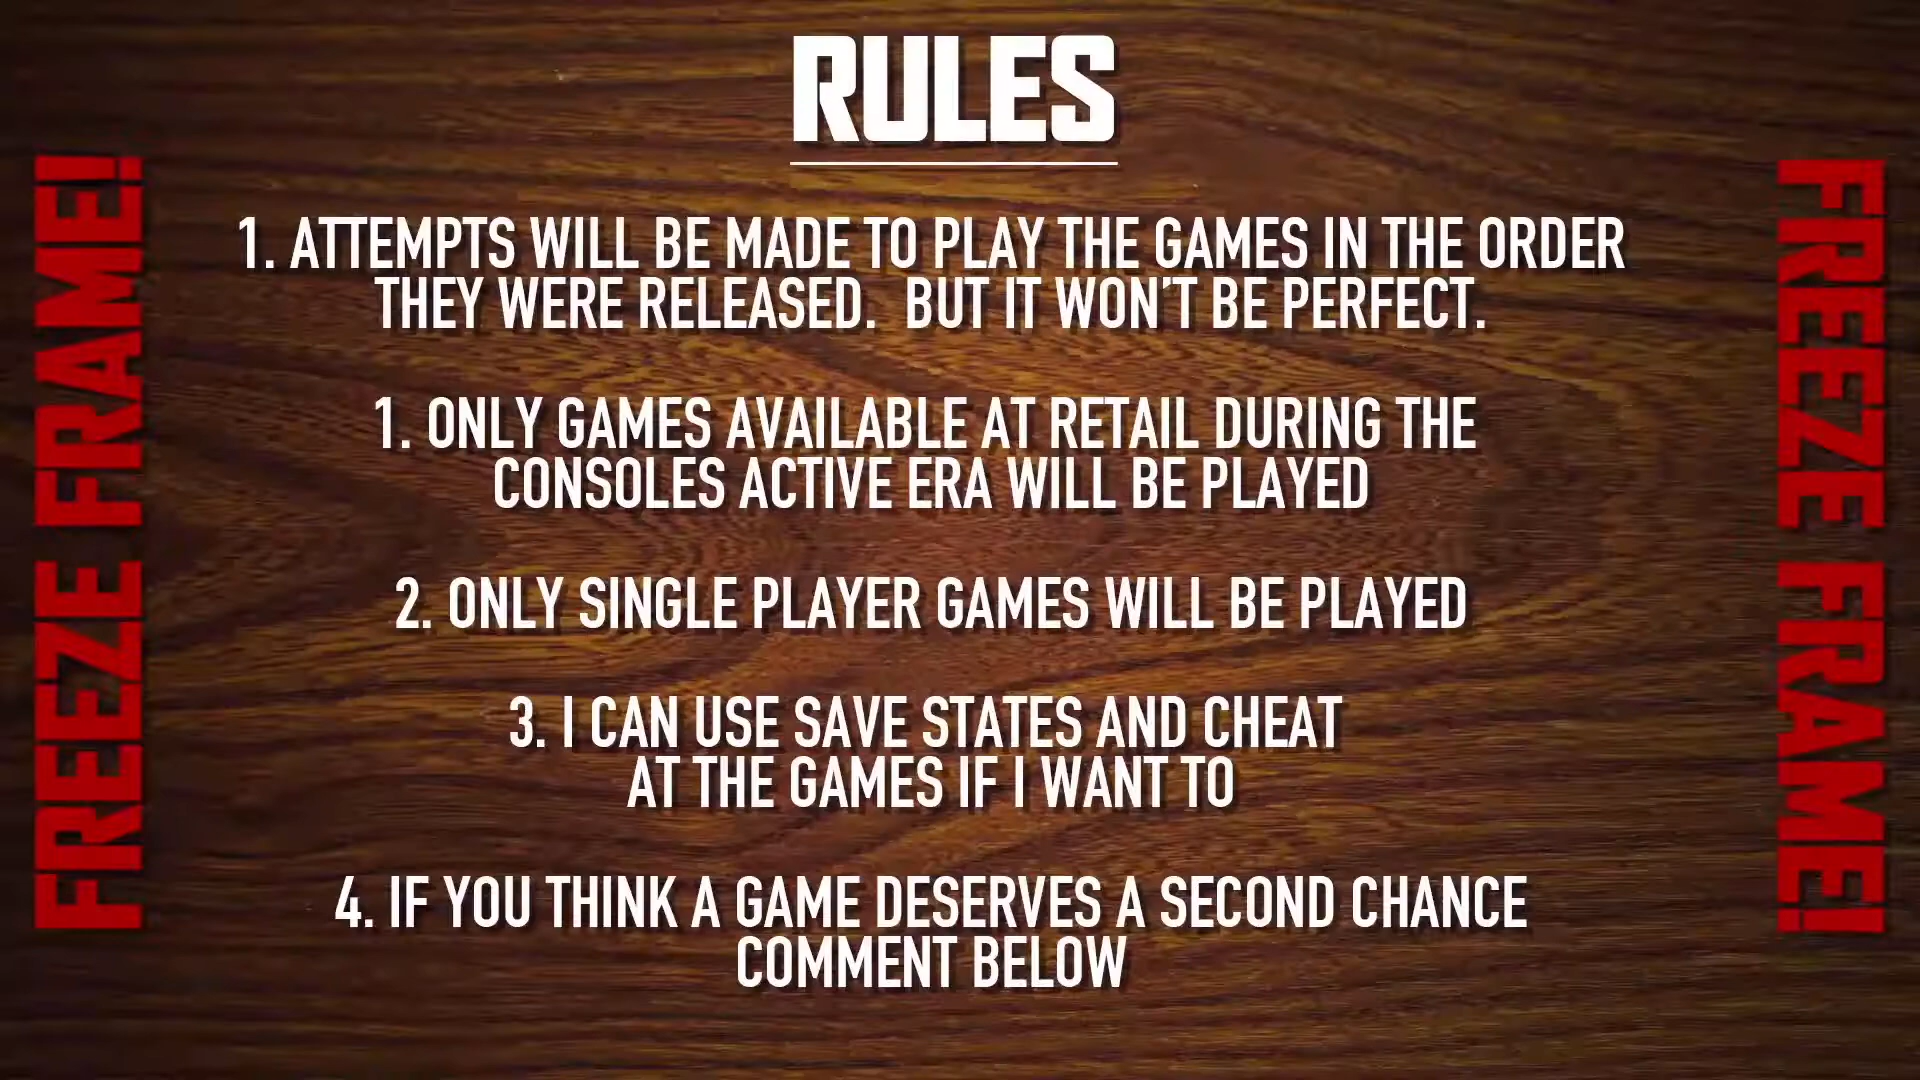 RULES
FREEZE FRAME!
1. ATTEMPTS WILL BE MADE TO PLAY THE GAMES IN THE ORDER
THEY WERE RELEASED.  BUT IT WON'T BE PERFECT.
1. ONLY GAMES AVAILABLE AT RETAIL DURING THE
CONSOLES ACTIVE ERA WILL BE PLAYED
2. ONLY SINGLE PLAYER GAMES WILL BE PLAYED
3. I CAN USE SAVE STATES AND CHEAT
AT THE GAMES IF I WANT TO
4. IF YOU THINK A GAME DESERVES A SECOND CHANCE
COMMENT BELOW
FREEZE FRAME!